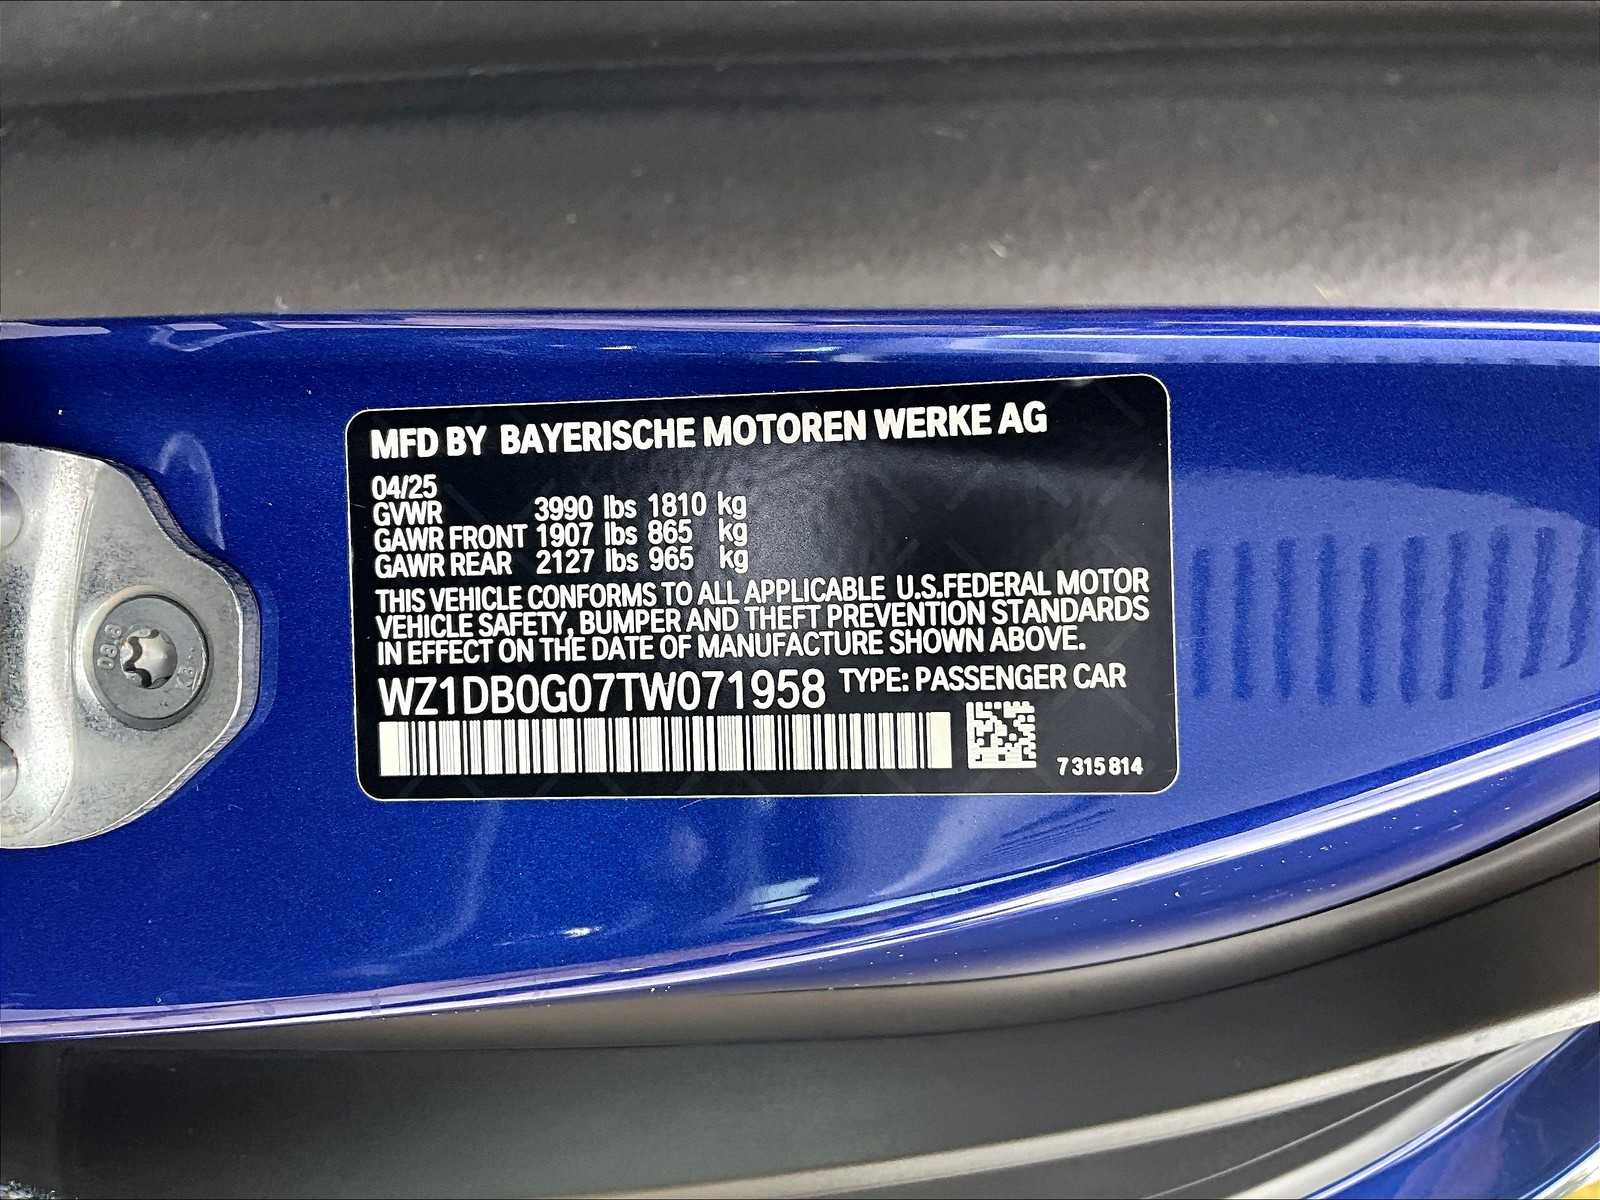 MFD BY BAYERISCHE MOTOREN WERKE AG
04/25
GVWR 3990 lbs 1810 kg
GAWR FRONT 1907 lbs 865 kg
GAWR REAR 2127 lbs 965 kg
THIS VEHICLE CONFORMS TO ALL APPLICABLE U.S.FEDERAL MOTOR
VEHICLE SAFETY, BUMPER AND THEFT PREVENTION STANDARDS
IN EFFECT ON THE DATE OF MANUFACTURE SHOWN ABOVE.
WZ1DB0G07TW071958 TYPE: PASSENGER CAR
7 315 814